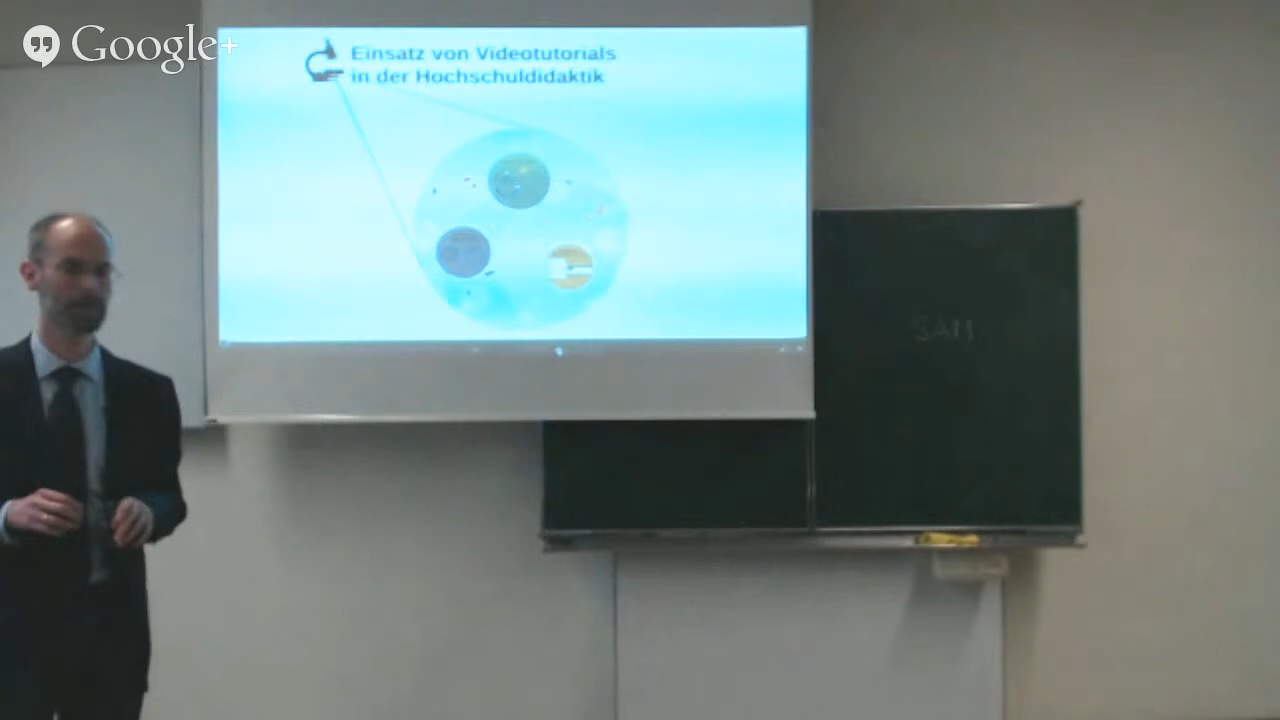 Google+
Einsatz von Videotutorials
in der Hochschuldidaktik